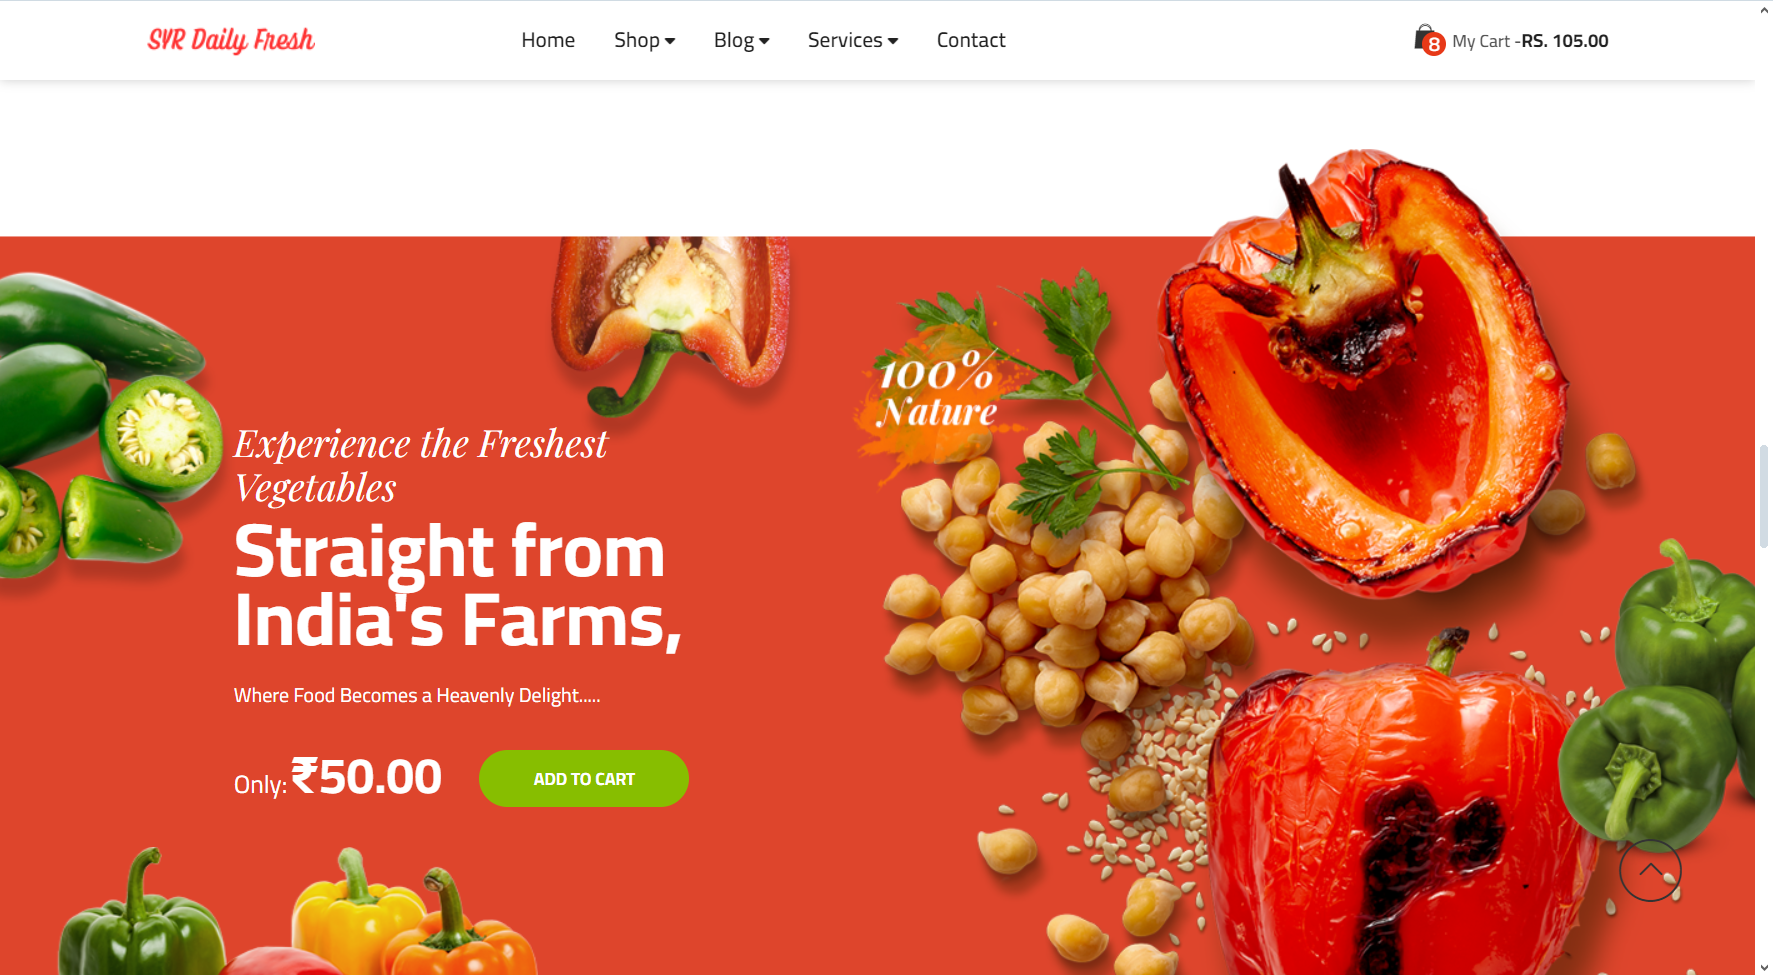 SVR Daily Fresh
Home Shop Blog Services Contact
8 My Cart -RS. 105.00
100%
Nature
Experience the Freshest
Vegetables
Straight from
India's Farms,
Where Food Becomes a Heavenly Delight.....
Only: ₹50.00
ADD TO CART